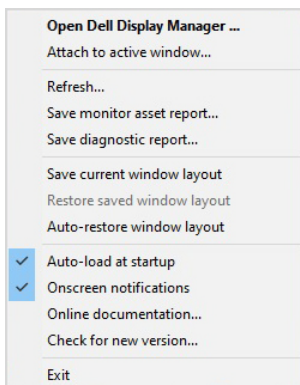 Open Dell Display Manager ...
Attach to active window...
Refresh...
Save monitor asset report...
Save diagnostic report...
Save current window layout
Restore saved window layout
Auto-restore window layout
Auto-load at startup
Onscreen notifications
Online documentation...
Check for new version...
Exit